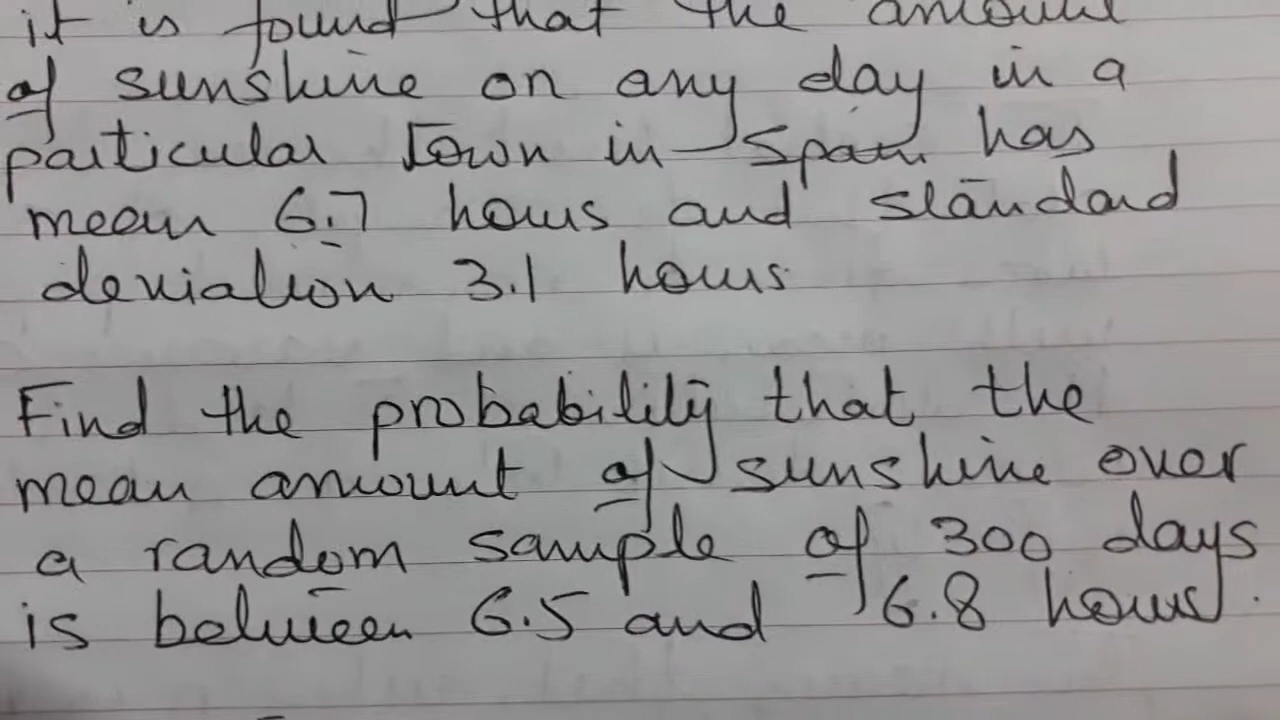 it is found that the amount
of sunshine on any day in a
particular Town in Spain has
mean 6.7 hours and standard
deviation 3.1 hours
Find the probability that the
mean amount of sunshine over
a random sample of 300 days
is between 6.5 and 6.8 hours.